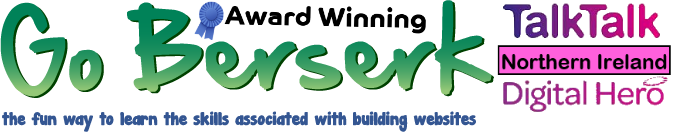 Award Winning
Go Berserk
the fun way to learn the skills associated with building websites
TalkTalk
Northern Ireland
Digital Hero